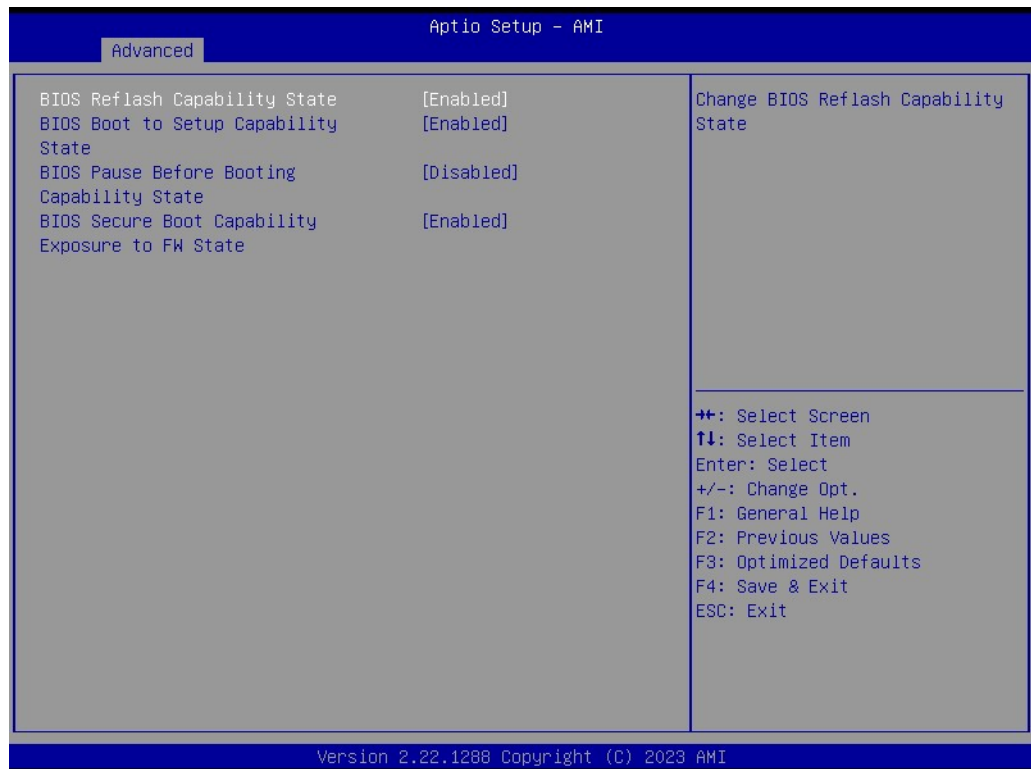 Aptio Setup - AMI
Advanced
BIOS Reflash Capability State [Enabled]
BIOS Boot to Setup Capability [Enabled]
State
BIOS Pause Before Booting [Disabled]
Capability State
BIOS Secure Boot Capability [Enabled]
Exposure to FW State
Change BIOS Reflash Capability
State
→←: Select Screen
↑↓: Select Item
Enter: Select
+/-: Change Opt.
F1: General Help
F2: Previous Values
F3: Optimized Defaults
F4: Save & Exit
ESC: Exit
Version 2.22.1288 Copyright (C) 2023 AMI